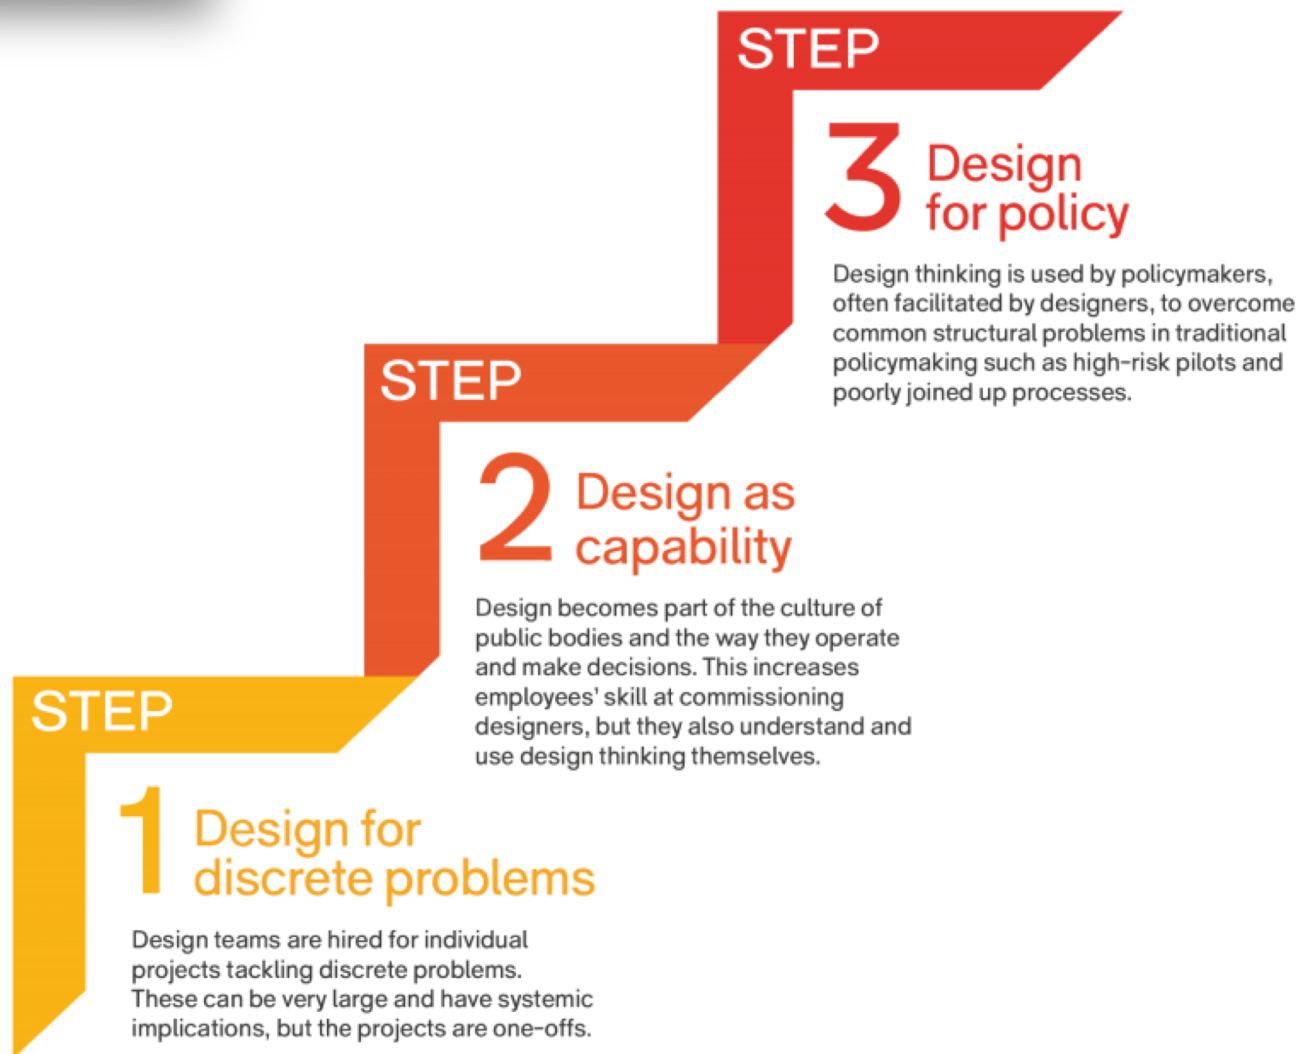 STEP
3 Design
for policy
Design thinking is used by policymakers,
often facilitated by designers, to overcome
common structural problems in traditional
policymaking such as high-risk pilots and
poorly joined up processes.
STEP
2 Design as
capability
Design becomes part of the culture of
public bodies and the way they operate
and make decisions. This increases
employees' skill at commissioning
designers, but they also understand and
use design thinking themselves.
STEP
1 Design for
discrete problems
Design teams are hired for individual
projects tackling discrete problems.
These can be very large and have systemic
implications, but the projects are one-offs.